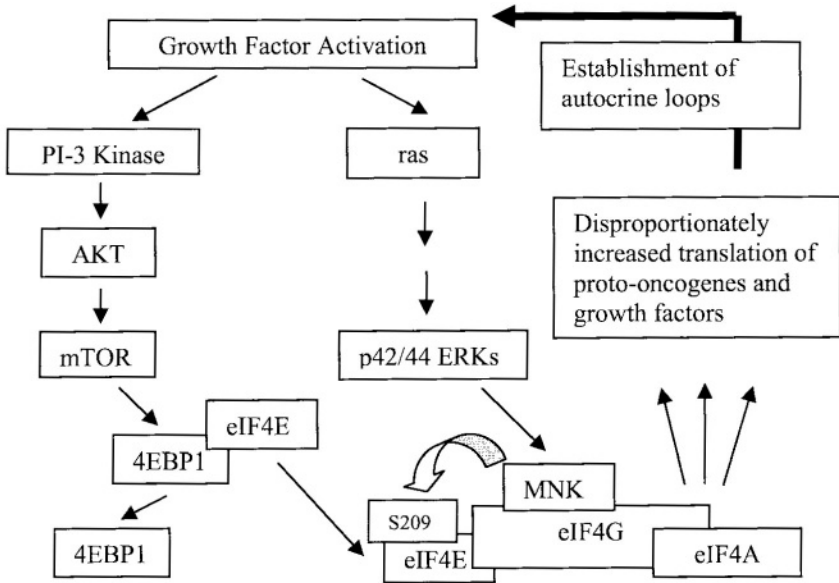 Growth Factor Activation
Establishment of
autocrine loops
PI-3 Kinase
ras
AKT
Disproportionately
increased translation of
proto-oncogenes and
growth factors
mTOR
p42/44 ERKs
eIF4E
4EBP1
MNK
S209
eIF4G
4EBP1
eIF4E
eIF4A